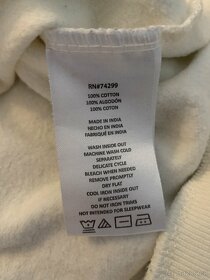 RN#74299
100% COTTON
100% ALGODÓN
100% COTON
MADE IN INDIA
HECHO EN INDIA
FABRIQUÉ EN INDIA
WASH INSIDE OUT
MACHINE WASH COLD
SEPARATELY
DELICATE CYCLE
BLEACH WHEN NEEDED
REMOVE PROMPTLY
DRY FLAT
COOL IRON INSIDE OUT
IF NECESSARY
DO NOT IRON TRIMS
NOT INTENDED FOR SLEEPWEAR